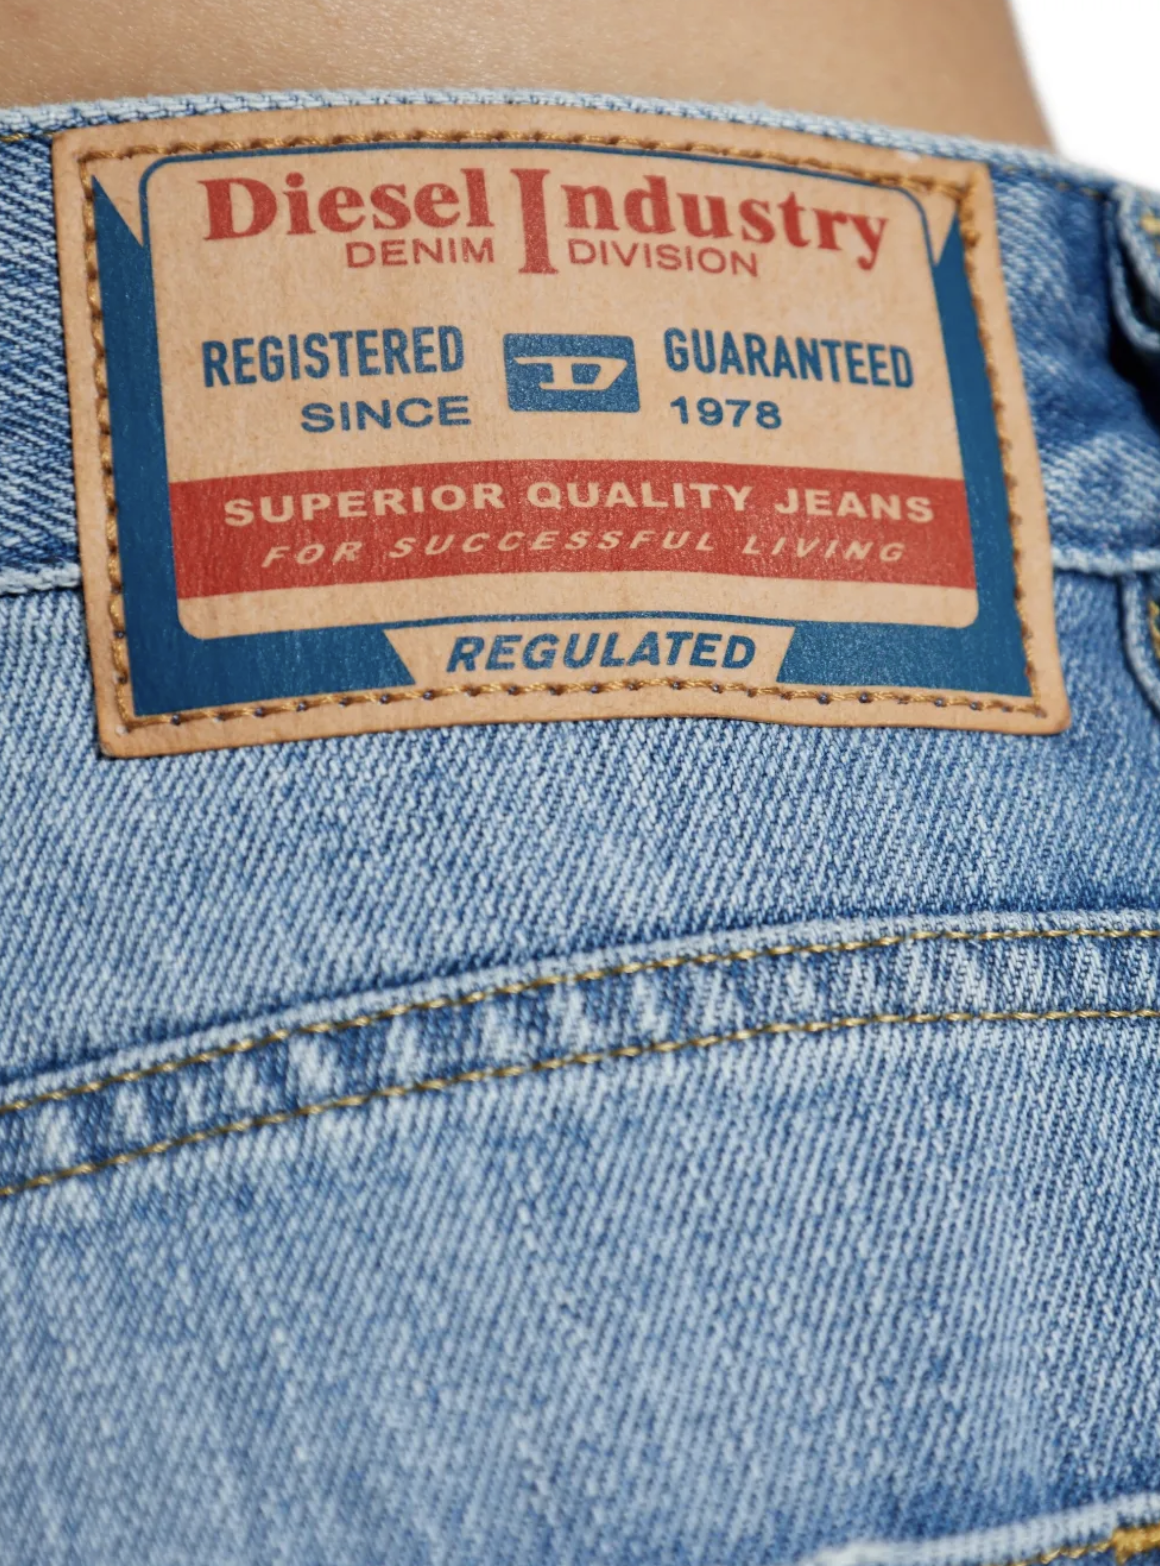 Diesel Industry
DENIM DIVISION
REGISTERED D GUARANTEED
SINCE 1978
SUPERIOR QUALITY JEANS
FOR SUCCESSFUL LIVING
REGULATED